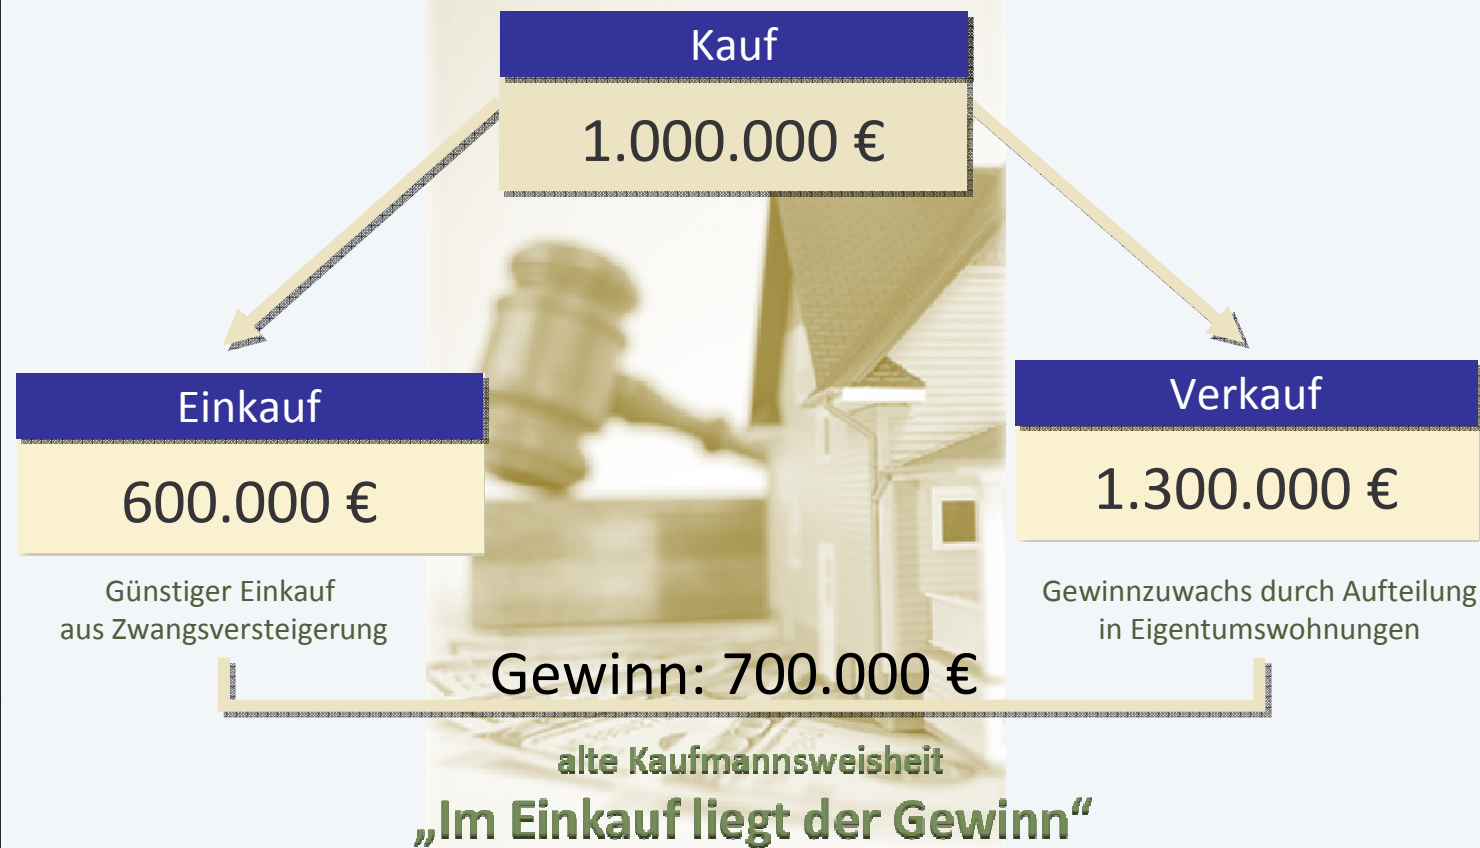 Kauf
1.000.000 €
Einkauf
600.000 €
Günstiger Einkauf
aus Zwangsversteigerung
Verkauf
1.300.000 €
Gewinnzuwachs durch Aufteilung
in Eigentumswohnungen
Gewinn: 700.000 €
alte Kaufmannsweisheit
„Im Einkauf liegt der Gewinn“